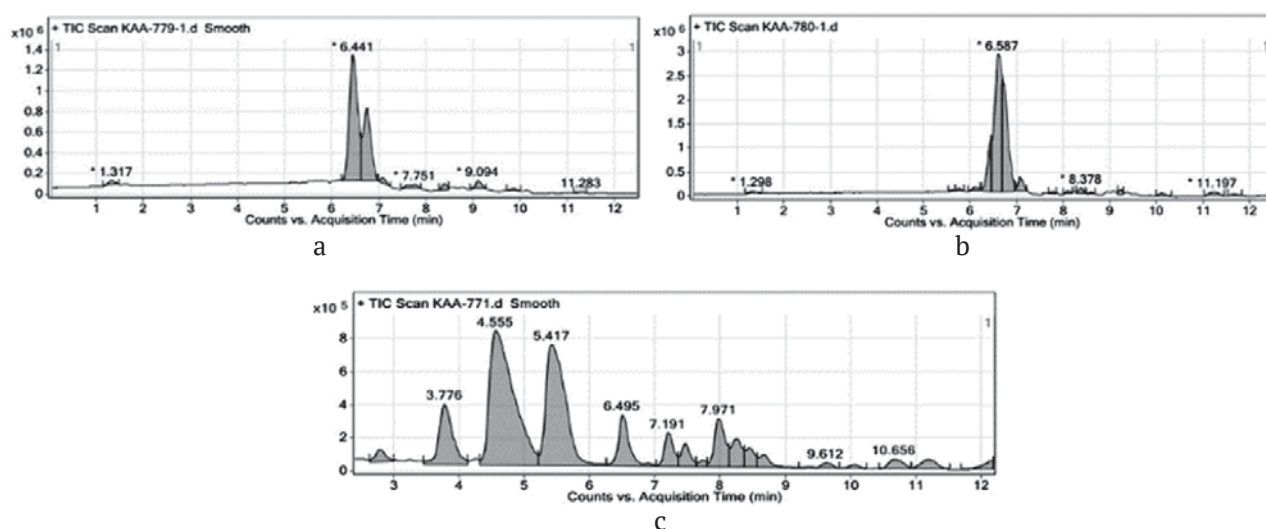 + TIC Scan KAA-779-1.d Smooth
x10 6
1 1
1.4
1.2
1
0.8
0.6
0.4
0.2
0
* 1.317
* 6.441
* 7.751
* 9.094
11.283
1 2 3 4 5 6 7 8 9 10 11 12
Counts vs. Acquisition Time (min)
a
+ TIC Scan KAA-780-1.d
x10 6
1 1
3
2.5
2
1.5
1
0.5
0
* 1.298
* 6.587
* 8.378
* 11.197
1 2 3 4 5 6 7 8 9 10 11 12
Counts vs. Acquisition Time (min)
b
+ TIC Scan KAA-771.d Smooth
x10 5
1
8
6
4
2
0
3.776
4.555
5.417
6.495
7.191
7.971
9.612
10.656
3 4 5 6 7 8 9 10 11 12
Counts vs. Acquisition Time (min)
c